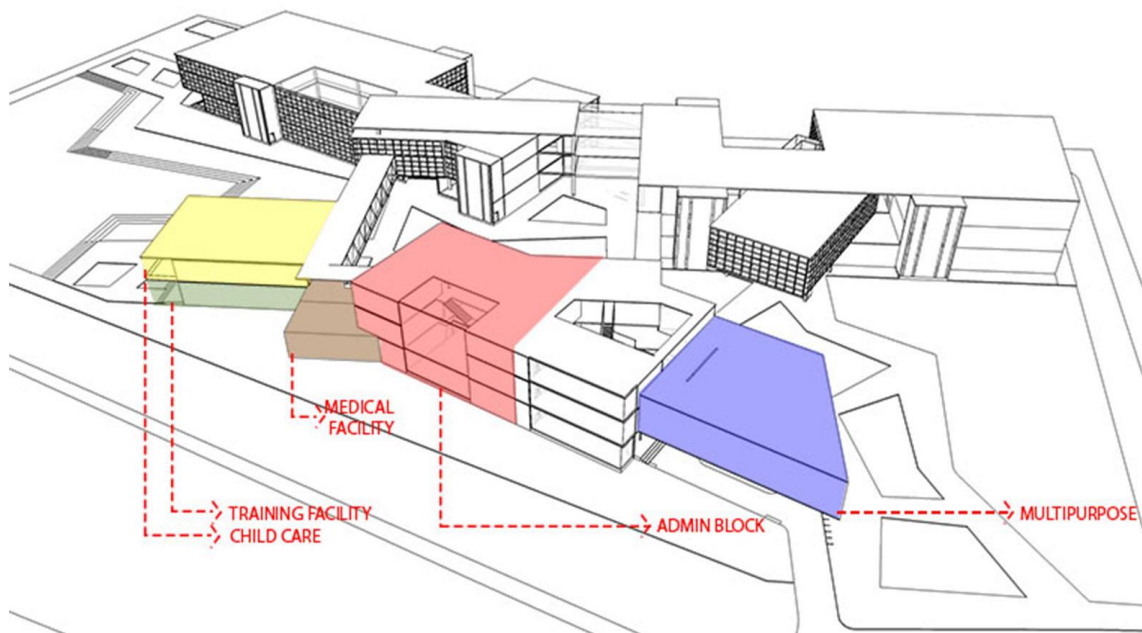 MEDICAL
FACILITY
TRAINING FACILITY
CHILD CARE
ADMIN BLOCK
MULTIPURPOSE